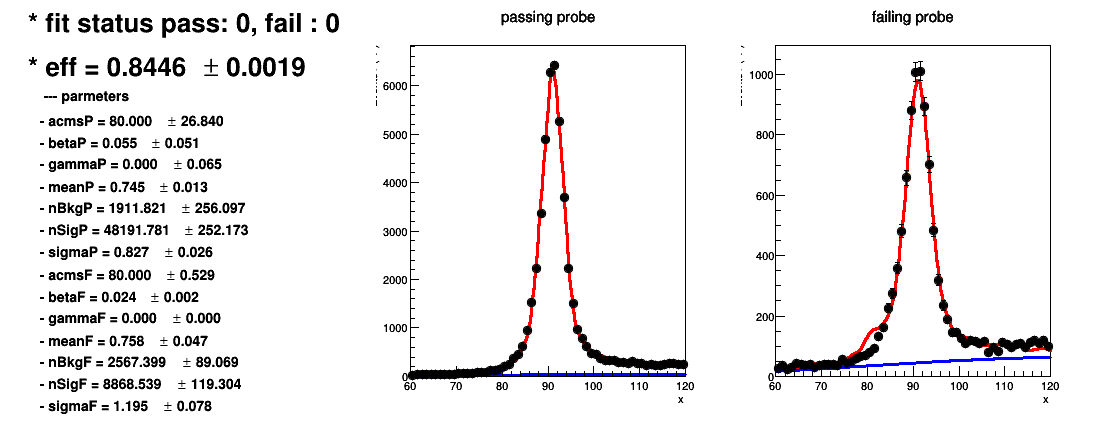 * fit status pass: 0, fail : 0
* eff = 0.8446 ± 0.0019
--- parmeters
- acmsP = 80.000 ± 26.840
- betaP = 0.055 ± 0.051
- gammaP = 0.000 ± 0.065
- meanP = 0.745 ± 0.013
- nBkgP = 1911.821 ± 256.097
- nSigP = 48191.781 ± 252.173
- sigmaP = 0.827 ± 0.026
- acmsF = 80.000 ± 0.529
- betaF = 0.024 ± 0.002
- gammaF = 0.000 ± 0.000
- meanF = 0.758 ± 0.047
- nBkgF = 2567.399 ± 89.069
- nSigF = 8868.539 ± 119.304
- sigmaF = 1.195 ± 0.078
passing probe
6000
5000
4000
3000
2000
1000
0
60 70 80 90 100 110 120
x
failing probe
1000
800
600
400
200
0
60 70 80 90 100 110 120
x